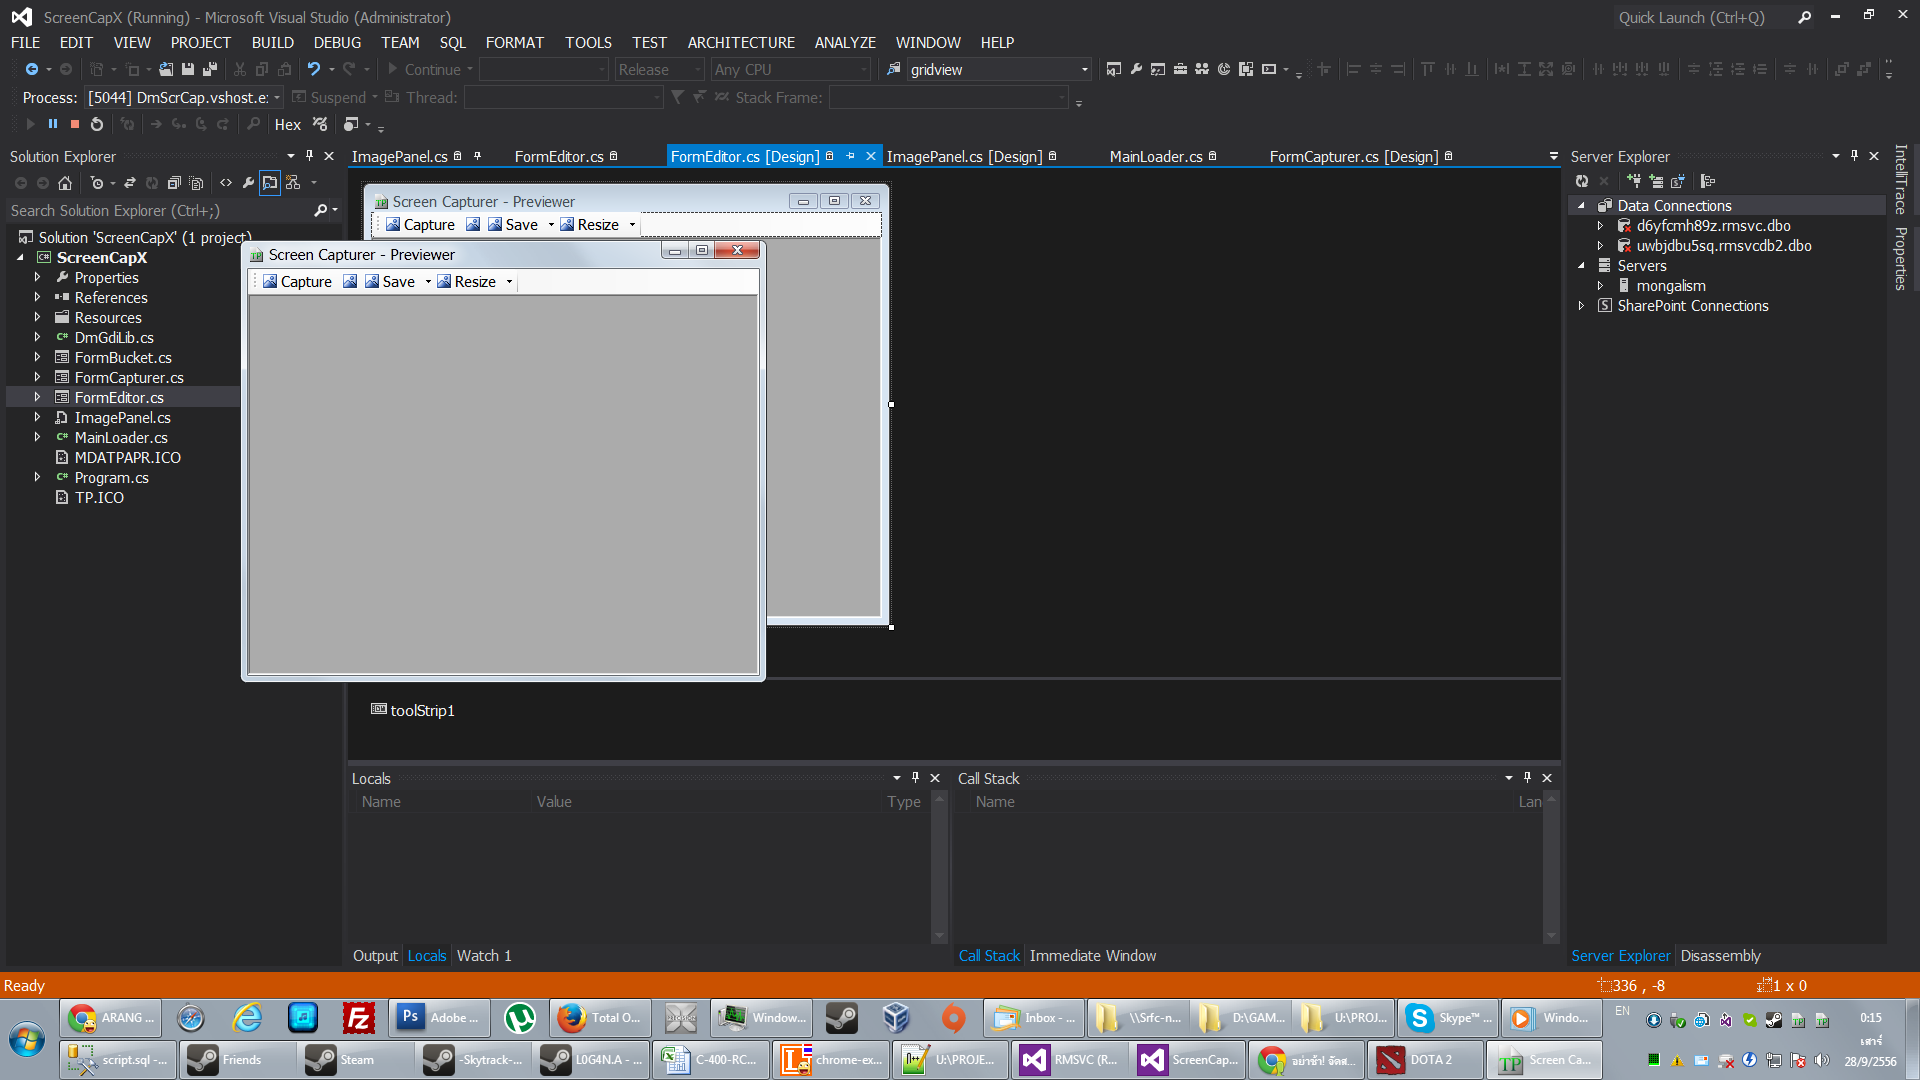 ScreenCapX (Running) - Microsoft Visual Studio (Administrator)
Quick Launch (Ctrl+Q)
FILE EDIT VIEW PROJECT BUILD DEBUG TEAM SQL FORMAT TOOLS TEST ARCHITECTURE ANALYZE WINDOW HELP
Continue Release Any CPU gridview
Process: [5044] DmScrCap.vshost.e: Suspend Thread: Stack Frame:
Hex
Solution Explorer
Search Solution Explorer (Ctrl+;)
Solution 'ScreenCapX' (1 project)
ScreenCapX
Properties
References
Resources
DmGdiLib.cs
FormBucket.cs
FormCapturer.cs
FormEditor.cs
ImagePanel.cs
MainLoader.cs
MDATPAPR.ICO
Program.cs
TP.ICO
ImagePanel.cs FormEditor.cs FormEditor.cs [Design] ImagePanel.cs [Design] MainLoader.cs FormCapturer.cs [Design]
Screen Capturer - Previewer
Capture Save Resize
Screen Capturer - Previewer
Capture Save Resize
toolStrip1
Locals
Name Value Type
Output Locals Watch 1
Call Stack
Name Lan
Call Stack Immediate Window
Server Explorer
Data Connections
d6yfcmh89z.rmsvc.dbo
uwbjdbu5sq.rmsvcdb2.dbo
Servers
mongalism
SharePoint Connections
Server Explorer Disassembly
IntelliTrace
Properties
Ready
336 , -8
1 x 0
ARANG ... Adobe ... Total O... Window... Inbox - ... \\Srfc-n... D:\GAM... U:\PROJ... Skype™ ... Windo...
script.sql -... Friends Steam -Skytrack-... L0G4N.A - ... C-400-RC... chrome-ex... U:\PROJE... RMSVC (R... ScreenCap... อย่าช้า! จัดส... DOTA 2 Screen Ca...
EN
0:15
เสาร์
28/9/2556